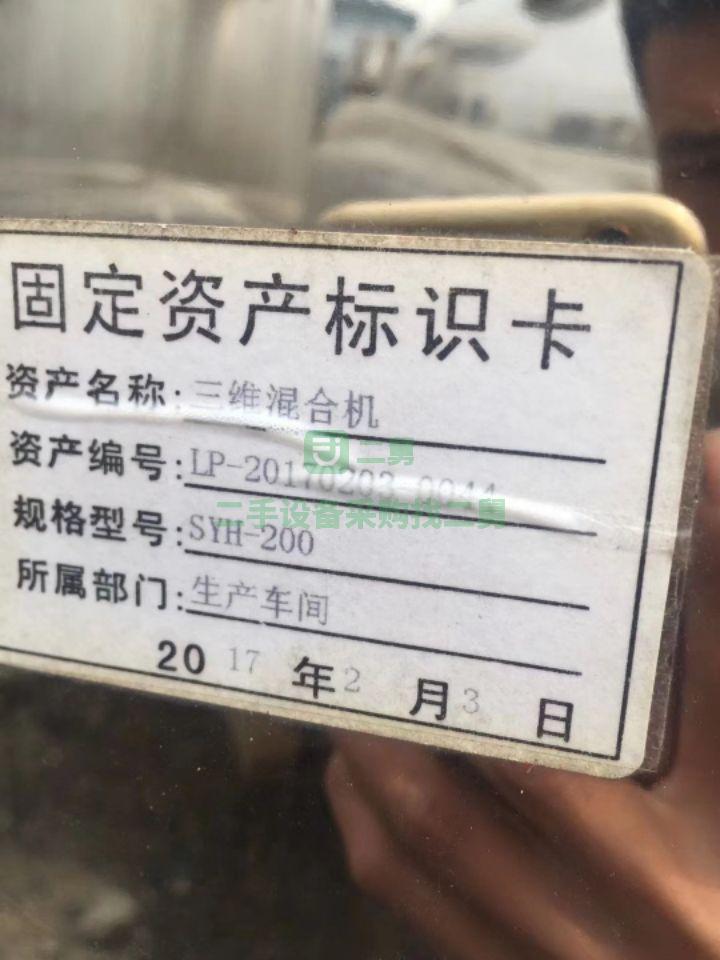 固定资产标识卡
资产名称:三维混合机
二舅
资产编号:LP-20170203-0044
二手设备采购找二舅
规格型号:SYH-200
所属部门:生产车间
2017年2月3日